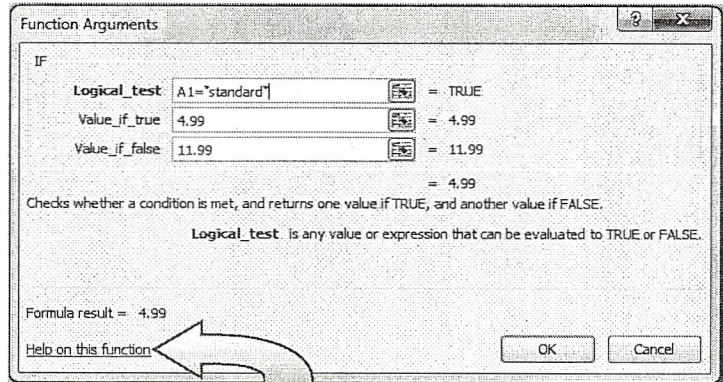 Function Arguments
IF
Logical_test A1="standard" = TRUE
Value_if_true 4.99 = 4.99
Value_if_false 11.99 = 11.99
= 4.99
Checks whether a condition is met, and returns one value if TRUE, and another value if FALSE.
Logical_test is any value or expression that can be evaluated to TRUE or FALSE.
Formula result = 4.99
Help on this function OK Cancel